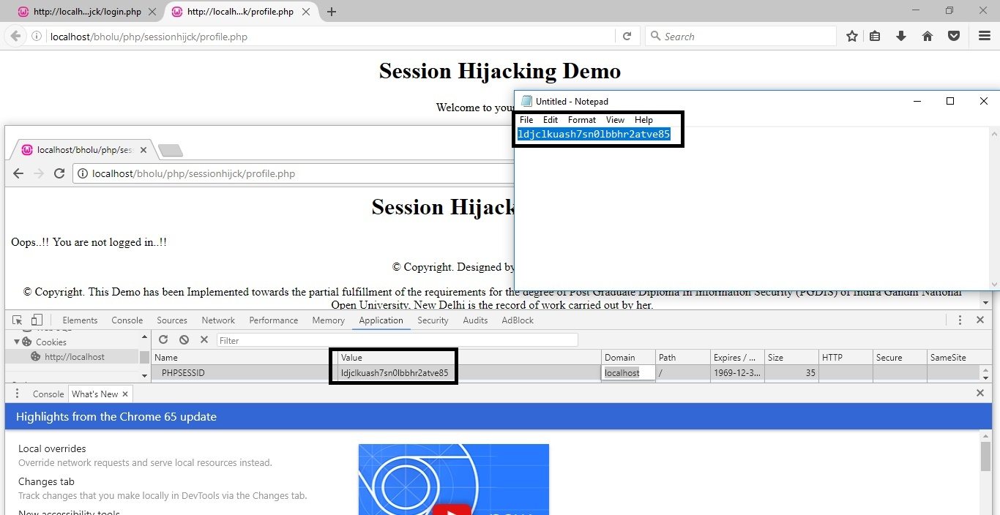 http://localh...jck/login.php
http://localh...k/profile.php
localhost/bholu/php/sessionhijck/profile.php
Search
Session Hijacking Demo
Welcome to your
Untitled - Notepad
File Edit Format View Help
ldjclkuash7sn0lbbhr2atve85
localhost/bholu/php/ses
localhost/bholu/php/sessionhijck/profile.php
Session Hijack
Oops..!! You are not logged in..!!
© Copyright. Designed by
© Copyright. This Demo has been Implemented towards the partial fulfillment of the requirements for the degree of Post Graduate Diploma in Information Security (PGDIS) of Indira Gandhi National
Open University, New Delhi is the record of work carried out by her.
Elements Console Sources Network Performance Memory Application Security Audits AdBlock
Cookies
http://localhost
Filter
Name Value Domain Path Expires / ... Size HTTP Secure SameSite
PHPSESSID ldjclkuash7sn0lbbhr2atve85 localhost / 1969-12-3... 35
Console What's New
Highlights from the Chrome 65 update
Local overrides
Override network requests and serve local resources instead.
Changes tab
Track changes that you make locally in DevTools via the Changes tab.
New accessibility tools